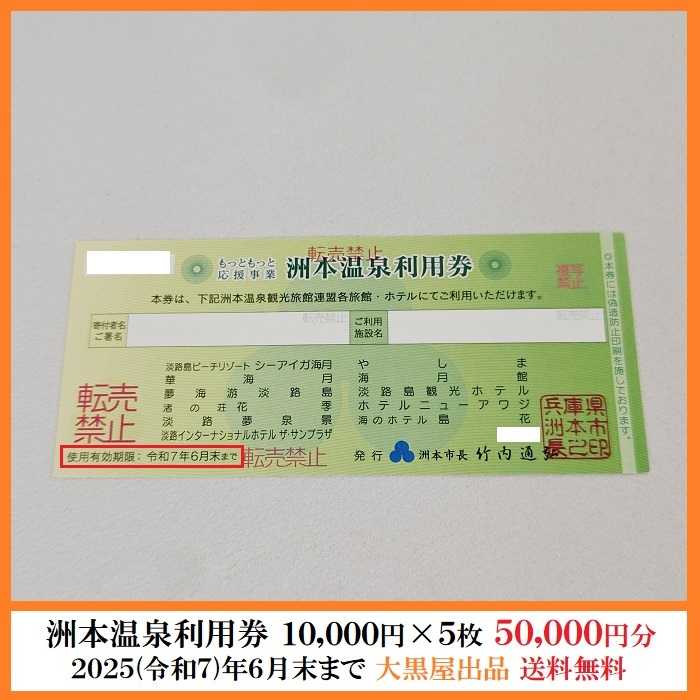 転売禁止
もっともっと
応援事業
洲本温泉利用券
複写
禁止
本券は、下記洲本温泉観光旅館連盟各旅館・ホテルにてご利用いただけます。
転売禁止
転売禁止
寄付者名
ご署名
ご利用
施設名
淡路島ビーチリゾート シーアイガ海月
やしま
華海月
海月館
夢海游淡路島
淡路島観光ホテル
渚の荘花季
ホテルニューアワジ
淡路夢泉景
海のホテル島花
淡路インターナショナルホテル ザ・サンプラザ
転売
禁止
使用有効期限:令和7年6月末まで
転売禁止
発行 洲本市長 竹内通弘
兵庫県
洲本市
長之印
◎本券には偽造防止印刷を施しております。
洲本温泉利用券 10,000円×5枚 50,000円分
2025(令和7)年6月末まで 大黒屋出品 送料無料